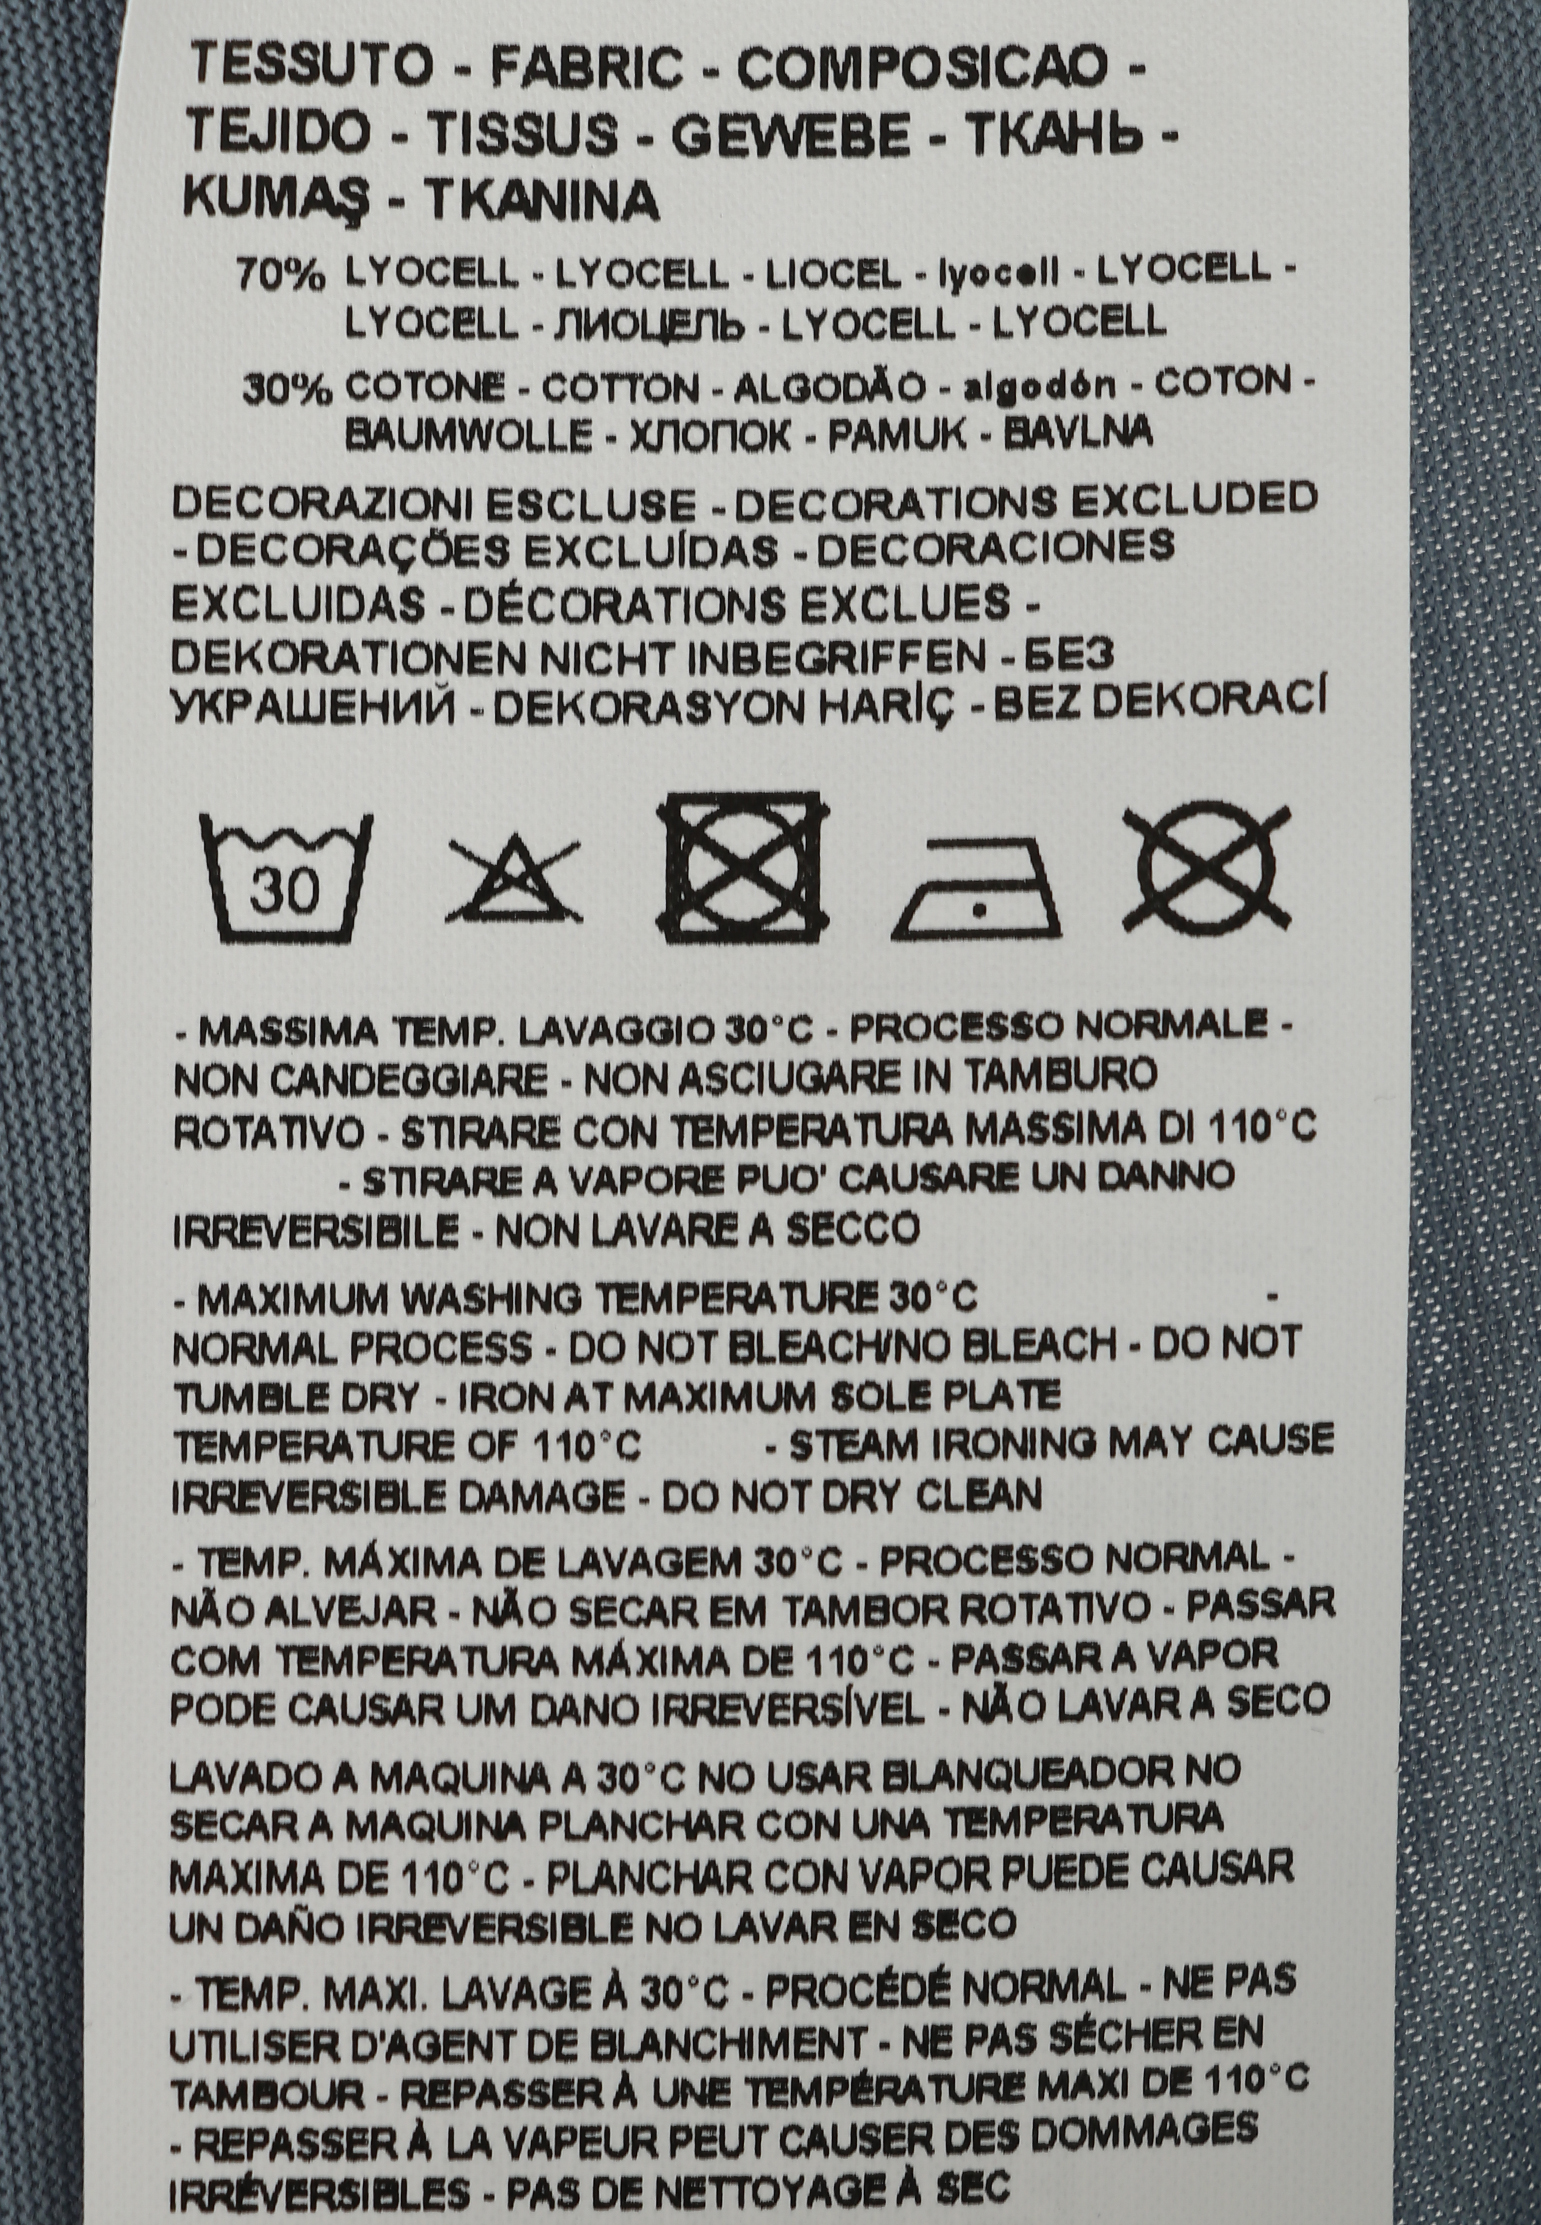 TESSUTO - FABRIC - COMPOSICAO -
TEJIDO - TISSUS - GEWEBE - ТКАНЬ -
KUMAŞ - TKANINA
70% LYOCELL - LYOCELL - LIOCEL - lyocell - LYOCELL -
LYOCELL - ЛИОЦЕЛЬ - LYOCELL - LYOCELL
30% COTONE - COTTON - ALGODÃO - algodón - COTON -
BAUMWOLLE - ХЛОПОК - PAMUK - BAVLNA
DECORAZIONI ESCLUSE - DECORATIONS EXCLUDED
- DECORAÇÕES EXCLUÍDAS - DECORACIONES
EXCLUIDAS - DÉCORATIONS EXCLUES -
DEKORATIONEN NICHT INBEGRIFFEN - БЕЗ
УКРАШЕНИЙ - DEKORASYON HARİÇ - BEZ DEKORACÍ
30
- MASSIMA TEMP. LAVAGGIO 30°C - PROCESSO NORMALE -
NON CANDEGGIARE - NON ASCIUGARE IN TAMBURO
ROTATIVO - STIRARE CON TEMPERATURA MASSIMA DI 110°C
- STIRARE A VAPORE PUO' CAUSARE UN DANNO
IRREVERSIBILE - NON LAVARE A SECCO
- MAXIMUM WASHING TEMPERATURE 30°C -
NORMAL PROCESS - DO NOT BLEACH/NO BLEACH - DO NOT
TUMBLE DRY - IRON AT MAXIMUM SOLE PLATE
TEMPERATURE OF 110°C - STEAM IRONING MAY CAUSE
IRREVERSIBLE DAMAGE - DO NOT DRY CLEAN
- TEMP. MÁXIMA DE LAVAGEM 30°C - PROCESSO NORMAL -
NÃO ALVEJAR - NÃO SECAR EM TAMBOR ROTATIVO - PASSAR
COM TEMPERATURA MÁXIMA DE 110°C - PASSAR A VAPOR
PODE CAUSAR UM DANO IRREVERSÍVEL - NÃO LAVAR A SECO
LAVADO A MAQUINA A 30°C NO USAR BLANQUEADOR NO
SECAR A MAQUINA PLANCHAR CON UNA TEMPERATURA
MAXIMA DE 110°C - PLANCHAR CON VAPOR PUEDE CAUSAR
UN DAÑO IRREVERSIBLE NO LAVAR EN SECO
- TEMP. MAXI. LAVAGE À 30°C - PROCÉDÉ NORMAL - NE PAS
UTILISER D'AGENT DE BLANCHIMENT - NE PAS SÉCHER EN
TAMBOUR - REPASSER À UNE TEMPÉRATURE MAXI DE 110°C
- REPASSER À LA VAPEUR PEUT CAUSER DES DOMMAGES
IRRÉVERSIBLES - PAS DE NETTOYAGE À SEC